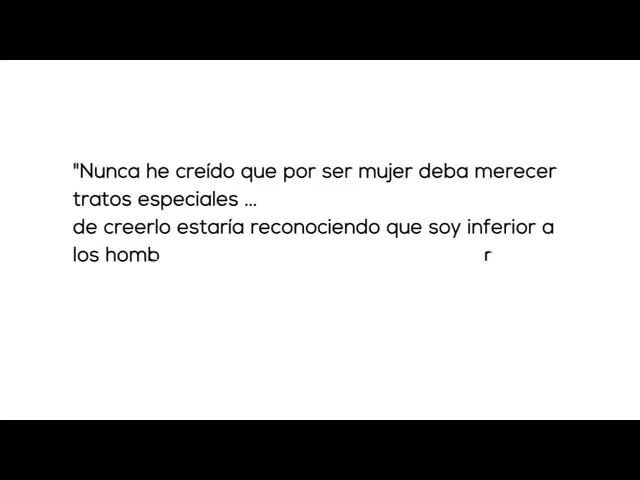 "Nunca he creído que por ser mujer deba merecer
tratos especiales ...
de creerlo estaría reconociendo que soy inferior a
los homb r